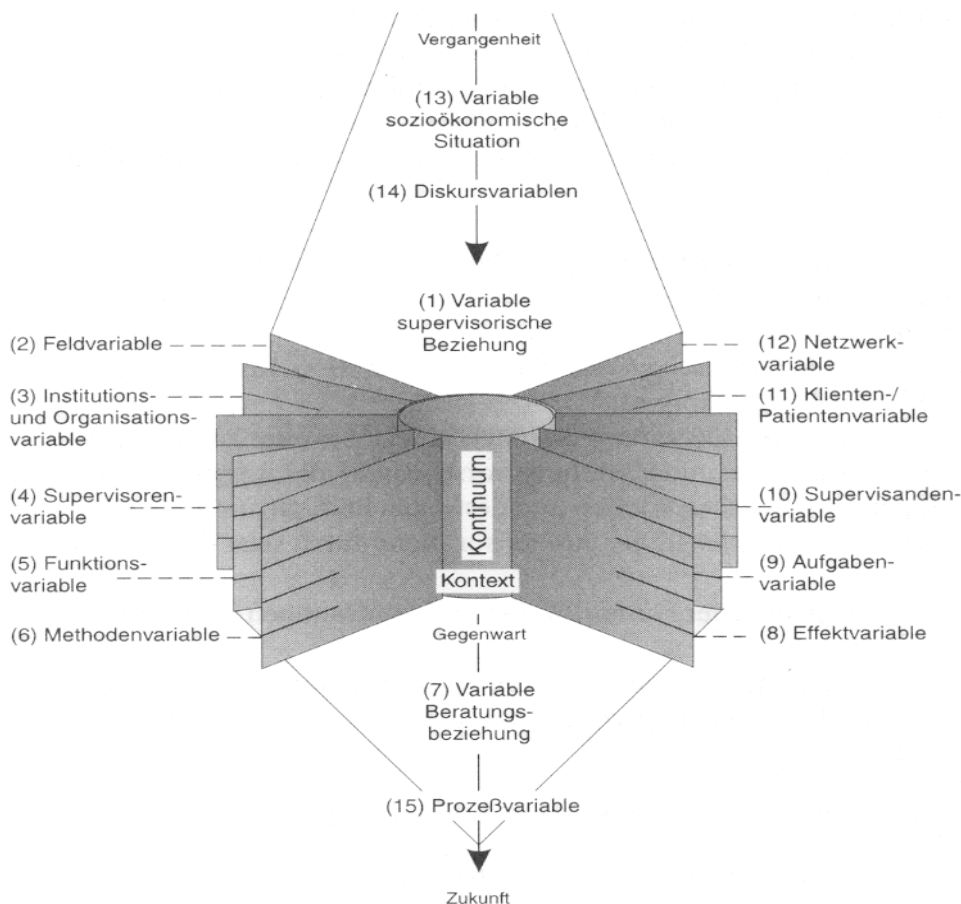 Vergangenheit
(13) Variable
sozioökonomische
Situation
(14) Diskursvariablen
(1) Variable
supervisorische
Beziehung
(2) Feldvariable
(3) Institutions-
und Organisations-
variable
(4) Supervisoren-
variable
(5) Funktions-
variable
(6) Methodenvariable
(12) Netzwerk-
variable
(11) Klienten-/
Patientenvariable
(10) Supervisanden-
variable
(9) Aufgaben-
variable
(8) Effektvariable
Kontinuum
Kontext
Gegenwart
(7) Variable
Beratungs-
beziehung
(15) Prozeßvariable
Zukunft